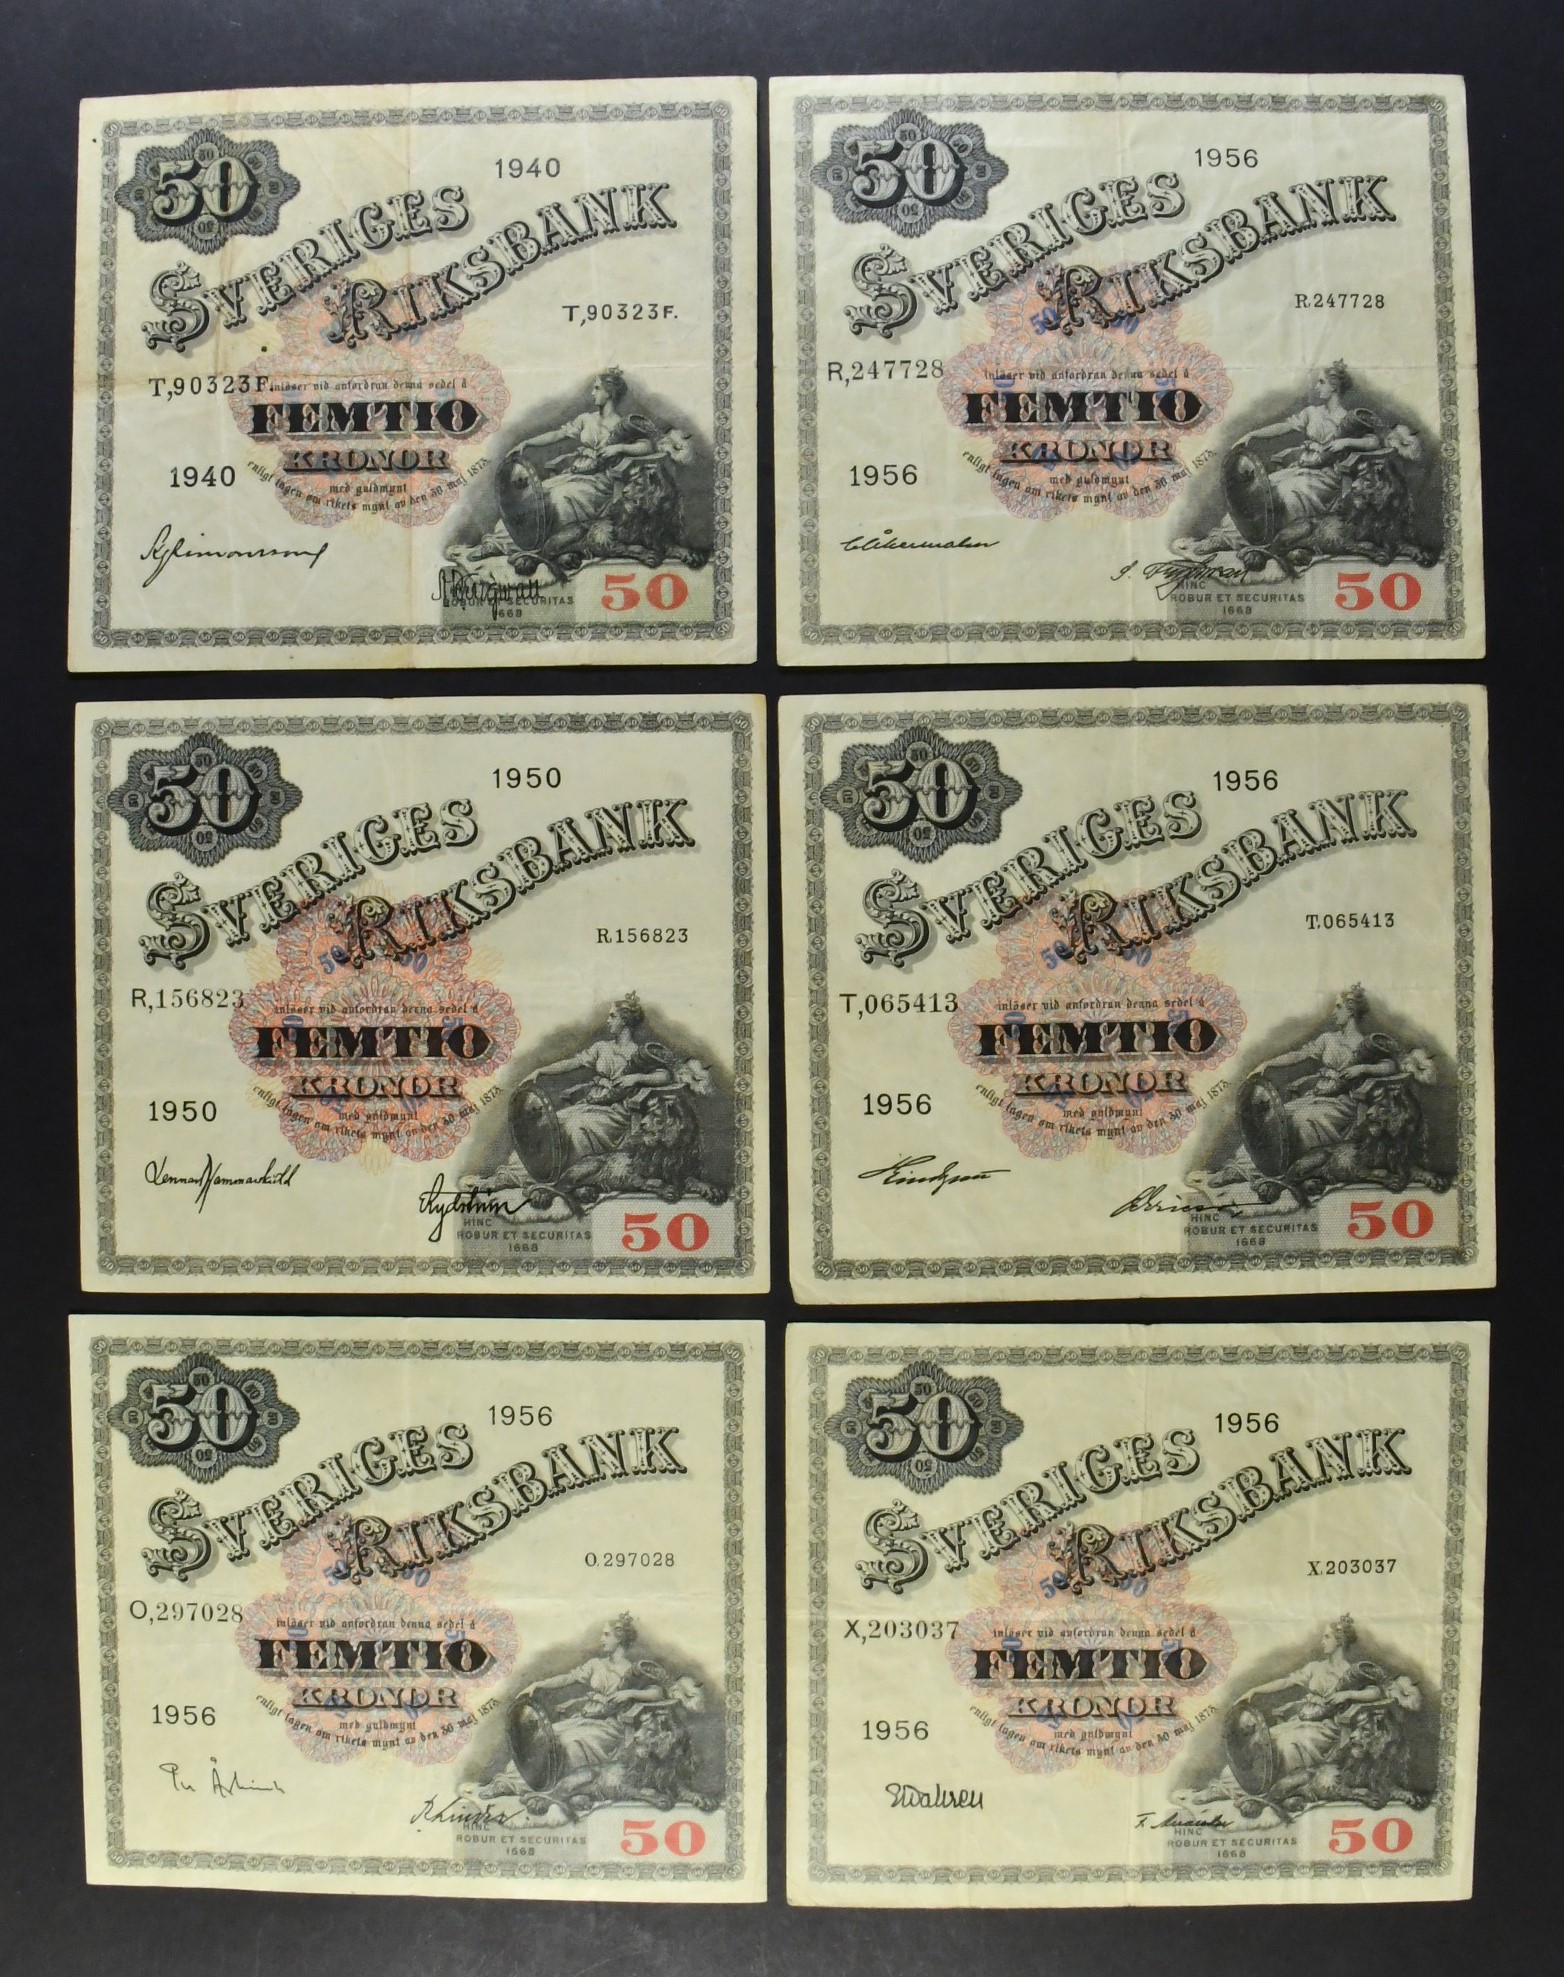 50
1940
SVERIGES
RIKSBANK
T,90323F.
T,90323F.
inlöser vid anfordran denna sedel å
FEMTIO
KRONOR
1940
med guldmynt
enligt lagen om rikets mynt av den 30 maj 1873.
ROBUR ET SECURITAS
1668
50
50
1956
SVERIGES
RIKSBANK
R.247728
R,247728
inlöser vid anfordran denna sedel å
FEMTIO
KRONOR
1956
med guldmynt
enligt lagen om rikets mynt av den 30 maj 1873.
HINC
ROBUR ET SECURITAS
1668
50
50
1950
SVERIGES
RIKSBANK
R.156823
R,156823
inlöser vid anfordran denna sedel å
FEMTIO
KRONOR
1950
med guldmynt
enligt lagen om rikets mynt av den 30 maj 1873.
Lennart Hammarskiöld
Rydström
HINC
ROBUR ET SECURITAS
1668
50
50
1956
SVERIGES
RIKSBANK
T.065413
T,065413
inlöser vid anfordran denna sedel å
FEMTIO
KRONOR
1956
med guldmynt
enligt lagen om rikets mynt av den 30 maj 1873.
HINC
ROBUR ET SECURITAS
1668
50
50
1956
SVERIGES
RIKSBANK
O.297028
O,297028
inlöser vid anfordran denna sedel å
FEMTIO
KRONOR
1956
med guldmynt
enligt lagen om rikets mynt av den 30 maj 1873.
HINC
ROBUR ET SECURITAS
1668
50
50
1956
SVERIGES
RIKSBANK
X.203037
X,203037
inlöser vid anfordran denna sedel å
FEMTIO
KRONOR
1956
med guldmynt
enligt lagen om rikets mynt av den 30 maj 1873.
SWahren
HINC
ROBUR ET SECURITAS
1668
50